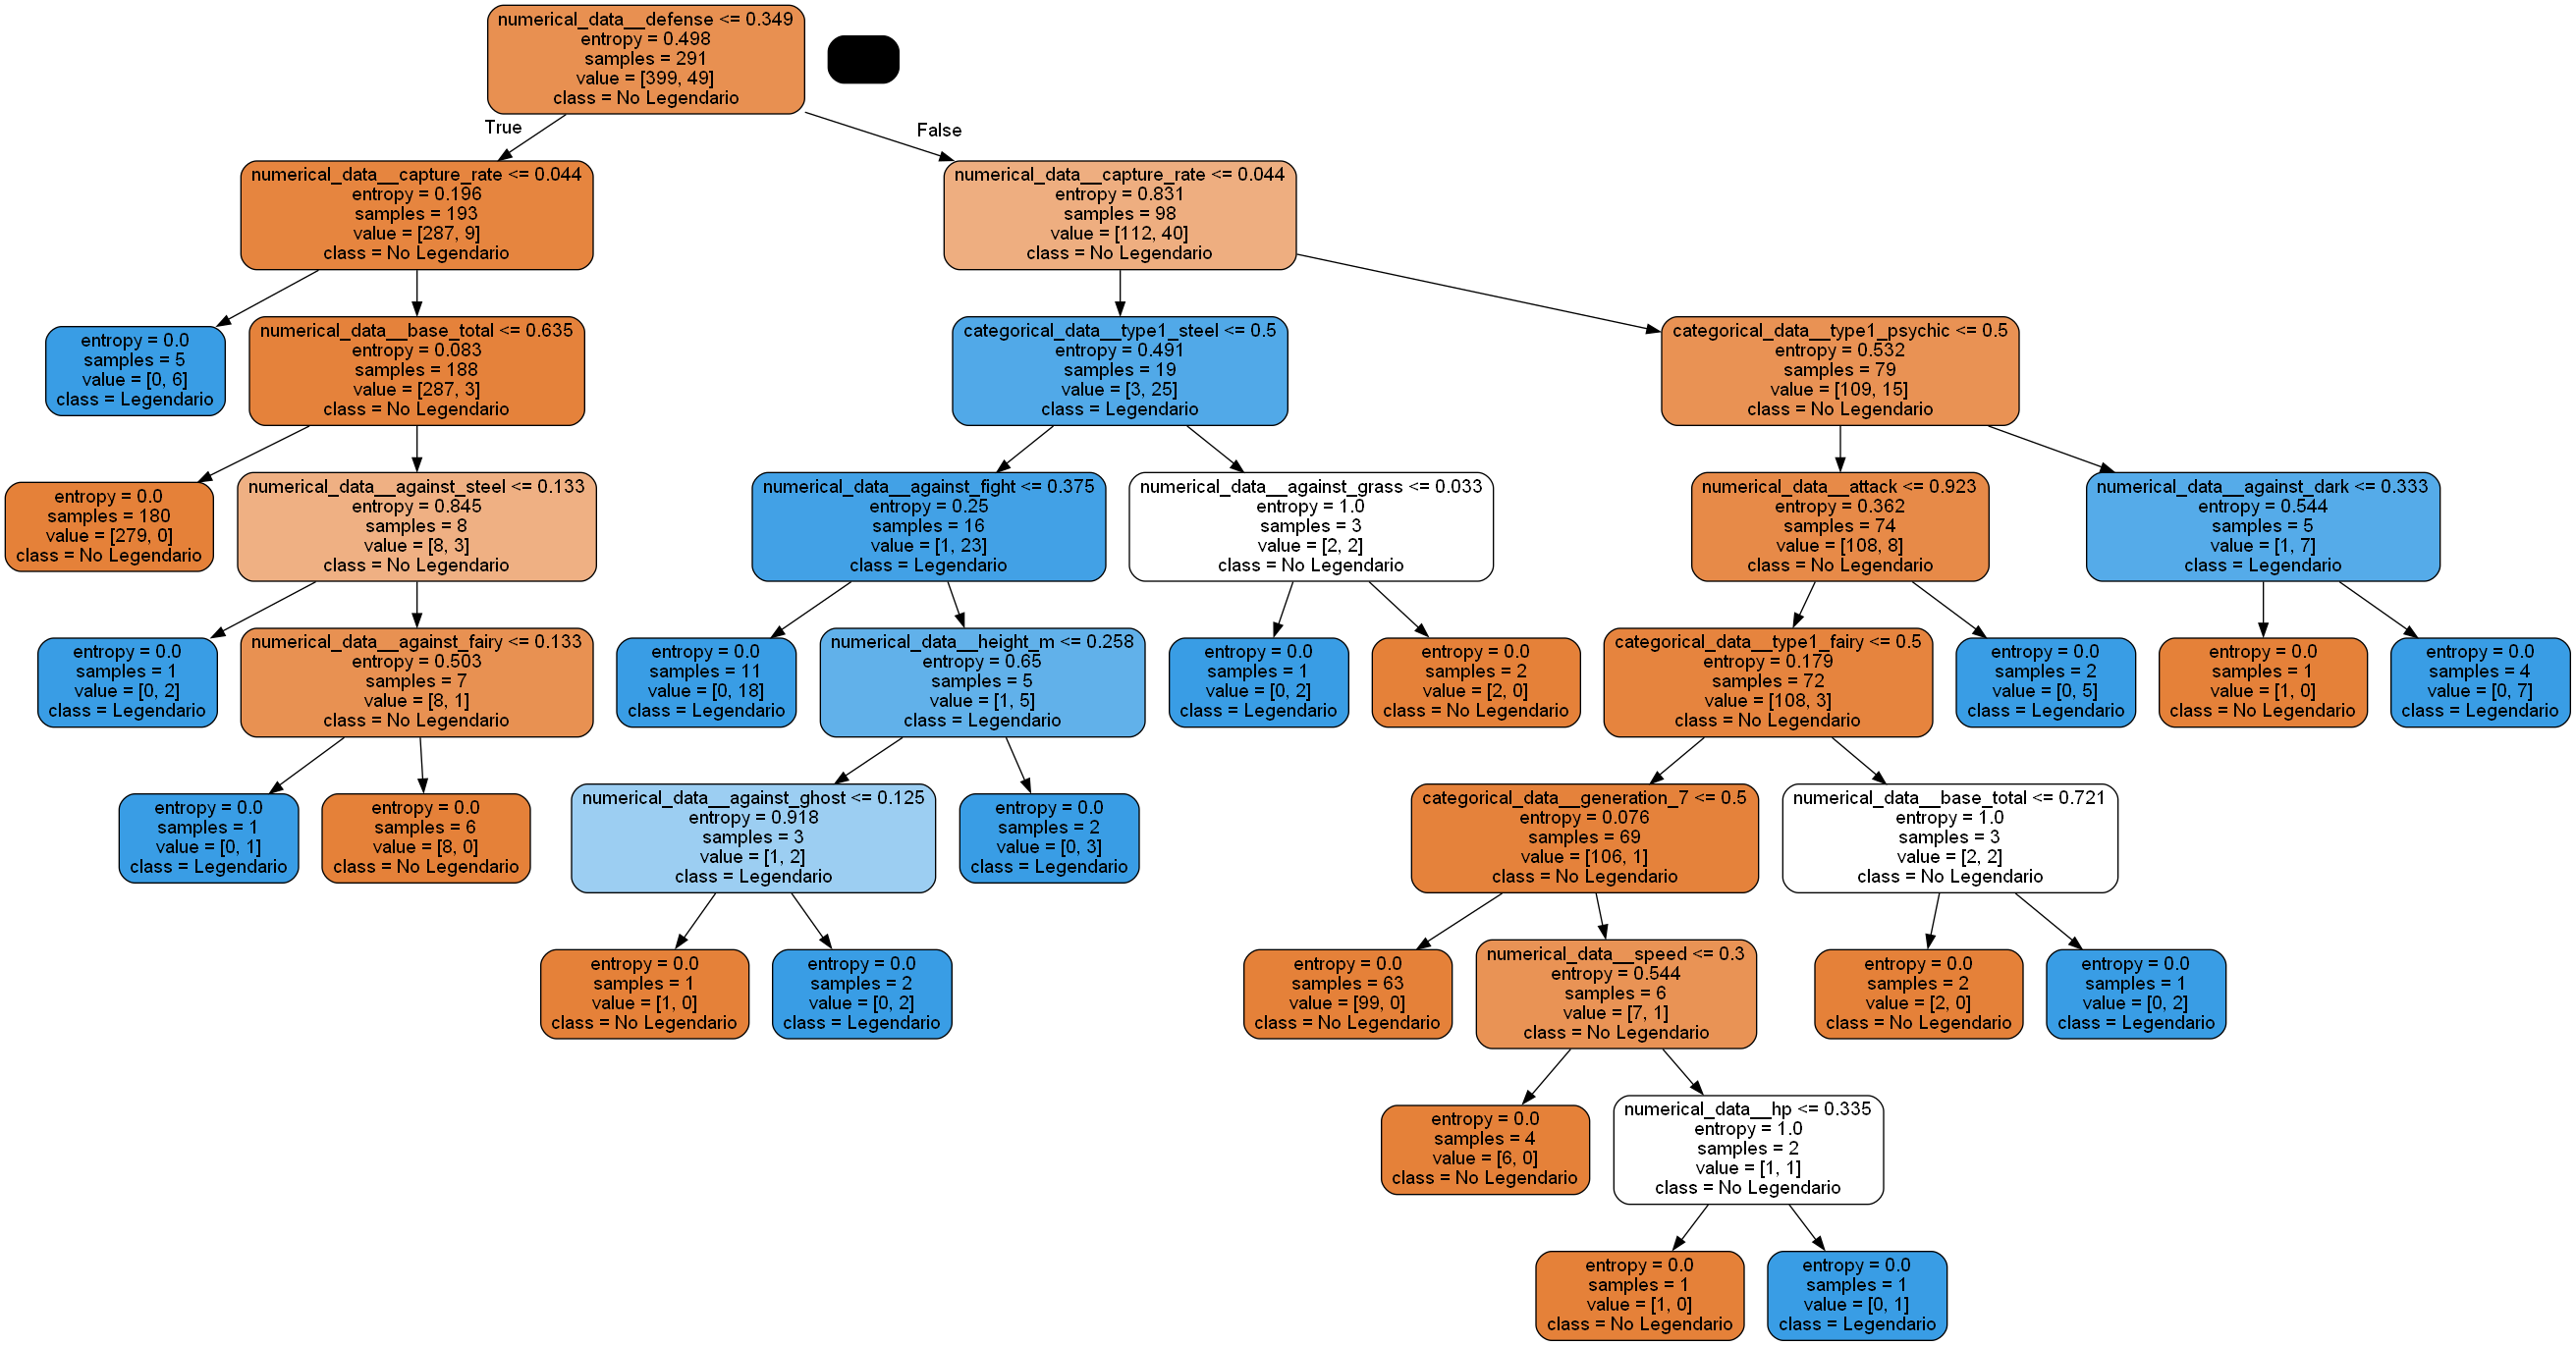 numerical_data__defense <= 0.349
entropy = 0.498
samples = 291
value = [399, 49]
class = No Legendario
True
False
numerical_data__capture_rate <= 0.044
entropy = 0.196
samples = 193
value = [287, 9]
class = No Legendario
numerical_data__capture_rate <= 0.044
entropy = 0.831
samples = 98
value = [112, 40]
class = No Legendario
entropy = 0.0
samples = 5
value = [0, 6]
class = Legendario
numerical_data__base_total <= 0.635
entropy = 0.083
samples = 188
value = [287, 3]
class = No Legendario
categorical_data__type1_steel <= 0.5
entropy = 0.491
samples = 19
value = [3, 25]
class = Legendario
categorical_data__type1_psychic <= 0.5
entropy = 0.532
samples = 79
value = [109, 15]
class = No Legendario
entropy = 0.0
samples = 180
value = [279, 0]
class = No Legendario
numerical_data__against_steel <= 0.133
entropy = 0.845
samples = 8
value = [8, 3]
class = No Legendario
numerical_data__against_fight <= 0.375
entropy = 0.25
samples = 16
value = [1, 23]
class = Legendario
numerical_data__against_grass <= 0.033
entropy = 1.0
samples = 3
value = [2, 2]
class = No Legendario
numerical_data__attack <= 0.923
entropy = 0.362
samples = 74
value = [108, 8]
class = No Legendario
numerical_data__against_dark <= 0.333
entropy = 0.544
samples = 5
value = [1, 7]
class = Legendario
entropy = 0.0
samples = 1
value = [0, 2]
class = Legendario
numerical_data__against_fairy <= 0.133
entropy = 0.503
samples = 7
value = [8, 1]
class = No Legendario
entropy = 0.0
samples = 11
value = [0, 18]
class = Legendario
numerical_data__height_m <= 0.258
entropy = 0.65
samples = 5
value = [1, 5]
class = Legendario
entropy = 0.0
samples = 1
value = [0, 2]
class = Legendario
entropy = 0.0
samples = 2
value = [2, 0]
class = No Legendario
categorical_data__type1_fairy <= 0.5
entropy = 0.179
samples = 72
value = [108, 3]
class = No Legendario
entropy = 0.0
samples = 2
value = [0, 5]
class = Legendario
entropy = 0.0
samples = 1
value = [1, 0]
class = No Legendario
entropy = 0.0
samples = 4
value = [0, 7]
class = Legendario
entropy = 0.0
samples = 1
value = [0, 1]
class = Legendario
entropy = 0.0
samples = 6
value = [8, 0]
class = No Legendario
numerical_data__against_ghost <= 0.125
entropy = 0.918
samples = 3
value = [1, 2]
class = Legendario
entropy = 0.0
samples = 2
value = [0, 3]
class = Legendario
categorical_data__generation_7 <= 0.5
entropy = 0.076
samples = 69
value = [106, 1]
class = No Legendario
numerical_data__base_total <= 0.721
entropy = 1.0
samples = 3
value = [2, 2]
class = No Legendario
entropy = 0.0
samples = 1
value = [1, 0]
class = No Legendario
entropy = 0.0
samples = 2
value = [0, 2]
class = Legendario
entropy = 0.0
samples = 63
value = [99, 0]
class = No Legendario
numerical_data__speed <= 0.3
entropy = 0.544
samples = 6
value = [7, 1]
class = No Legendario
entropy = 0.0
samples = 2
value = [2, 0]
class = No Legendario
entropy = 0.0
samples = 1
value = [0, 2]
class = Legendario
entropy = 0.0
samples = 4
value = [6, 0]
class = No Legendario
numerical_data__hp <= 0.335
entropy = 1.0
samples = 2
value = [1, 1]
class = No Legendario
entropy = 0.0
samples = 1
value = [1, 0]
class = No Legendario
entropy = 0.0
samples = 1
value = [0, 1]
class = Legendario